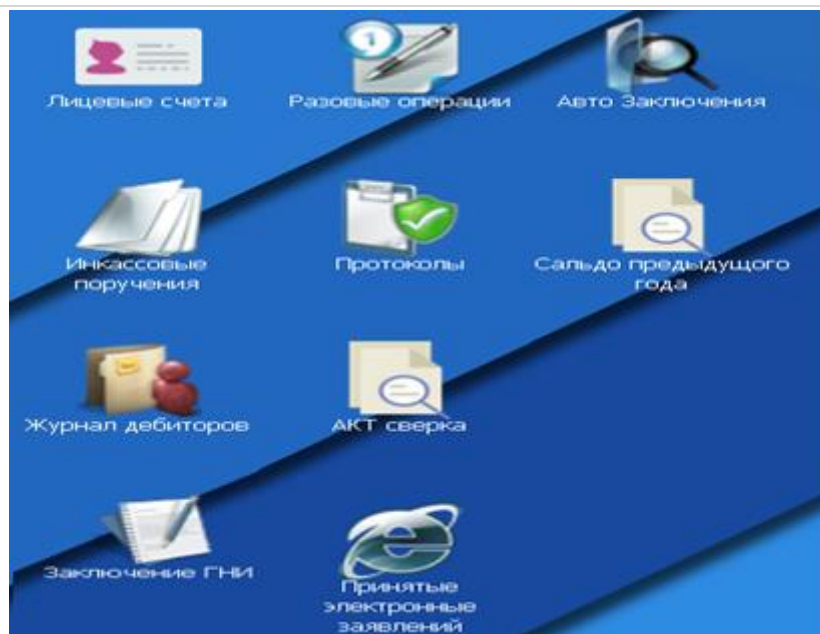 Лицевые счета
Разовые операции
Авто Заключения
Инкассовые
поручения
Протоколы
Сальдо предыдущего
года
Журнал дебиторов
АКТ сверка
Заключение ГНИ
Принятые
электронные
заявлений